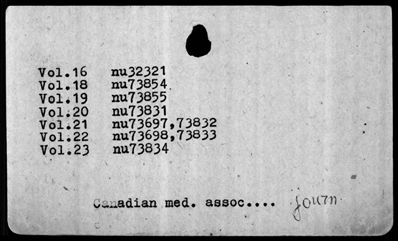 Vol.16 nu32321
Vol.18 nu73854
Vol.19 nu73855
Vol.20 nu73831
Vol.21 nu73697,73832
Vol.22 nu73698,73833
Vol.23 nu73834
Canadian med. assoc.... journ.